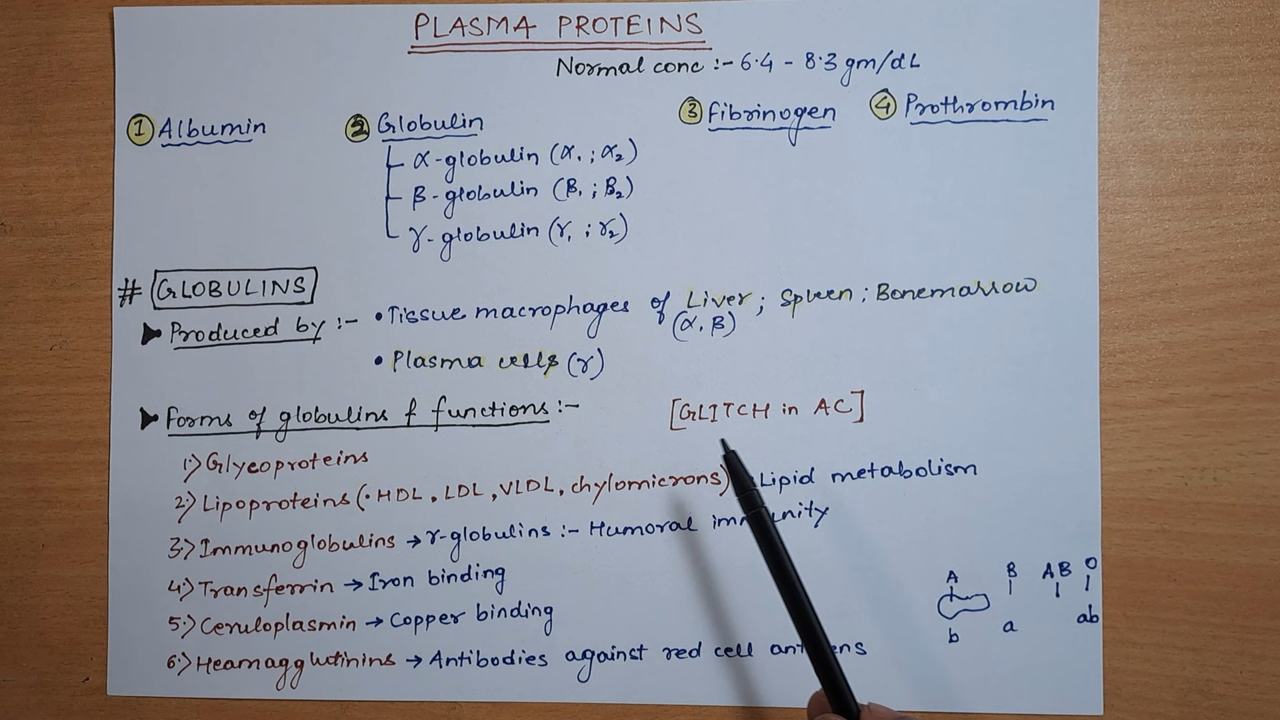 PLASMA PROTEINS
Normal conc :- 6.4 - 8.3 gm/dL
① Albumin
② Globulin
α-globulin (α₁ ; α₂)
β-globulin (β₁ ; β₂)
γ-globulin (γ₁ ; γ₂)
③ Fibrinogen
④ Prothrombin
# GLOBULINS
➤ Produced by :- • Tissue macrophages of Liver ; Spleen ; Bonemarrow
(α, β)
• Plasma cells (γ)
➤ Forms of globulins & functions :- [GLITCH in AC]
1.) Glycoproteins
2.) Lipoproteins (• HDL, LDL, VLDL, chylomicrons) Lipid metabolism
3.) Immunoglobulins → γ-globulins :- Humoral immunity
4.) Transferrin → Iron binding
5.) Ceruloplasmin → Copper binding
6.) Heamagglutinins → Antibodies against red cell antigens
A B AB O
b a ab